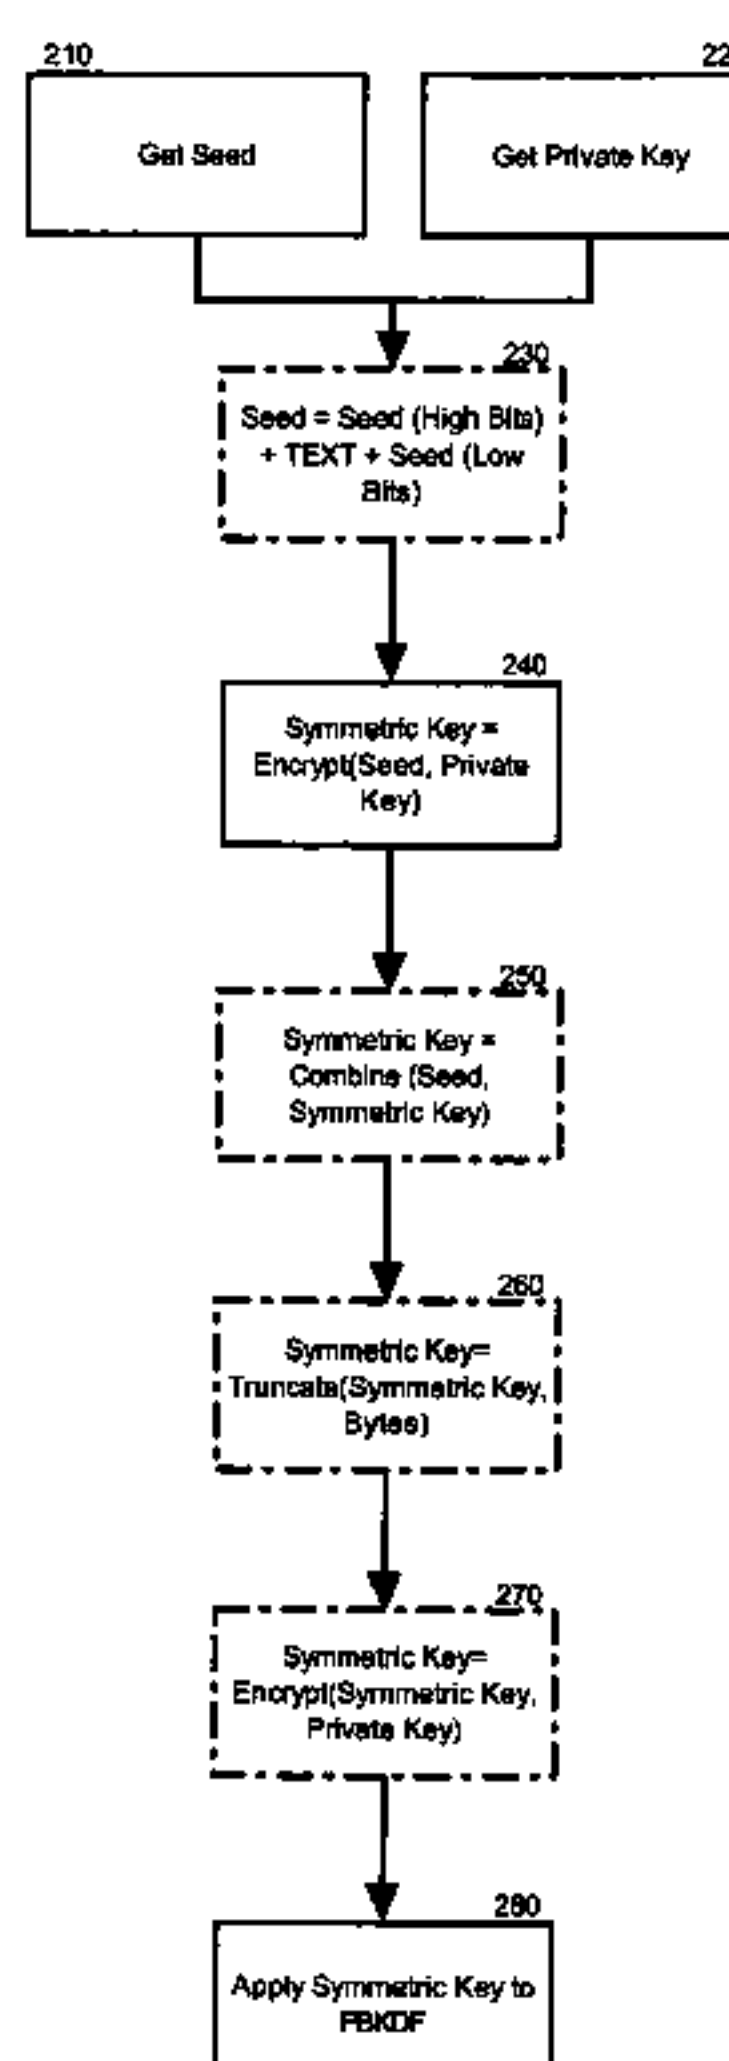 210
22
Get Seed
Get Private Key
230
Seed = Seed (High Bits)
+ TEXT + Seed (Low
Bits)
240
Symmetric Key =
Encrypt(Seed, Private
Key)
250
Symmetric Key =
Combine (Seed,
Symmetric Key)
260
Symmetric Key=
Truncate(Symmetric Key,
Bytes)
270
Symmetric Key=
Encrypt(Symmetric Key,
Private Key)
280
Apply Symmetric Key to
PBKDF